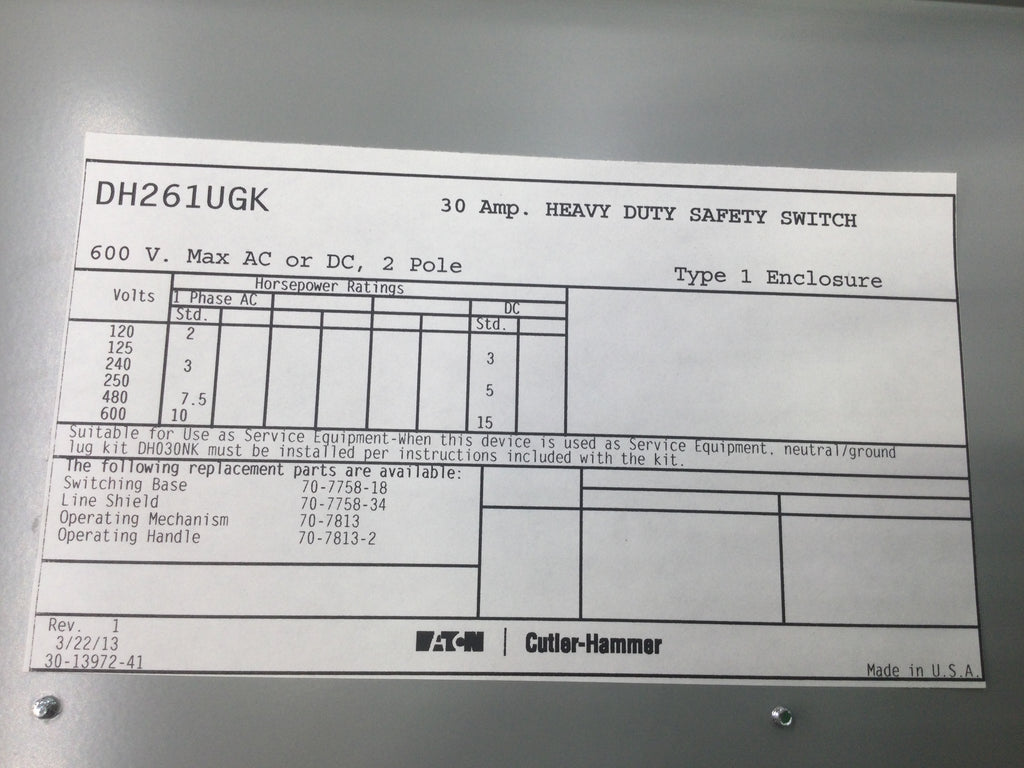 DH261UGK
30 Amp. HEAVY DUTY SAFETY SWITCH
600 V. Max AC or DC, 2 Pole
Type 1 Enclosure
Horsepower Ratings
Volts
1 Phase AC
DC
Std.
Std.
120 2
125 3
240 3
250 5
480 7.5
600 10 15
Suitable for Use as Service Equipment-When this device is used as Service Equipment. neutral/ground
lug kit DH030NK must be installed per instructions included with the kit.
The following replacement parts are available:
Switching Base 70-7758-18
Line Shield 70-7758-34
Operating Mechanism 70-7813
Operating Handle 70-7813-2
Rev. 1
3/22/13
30-13972-41
EATON | Cutler-Hammer
Made in U.S.A.